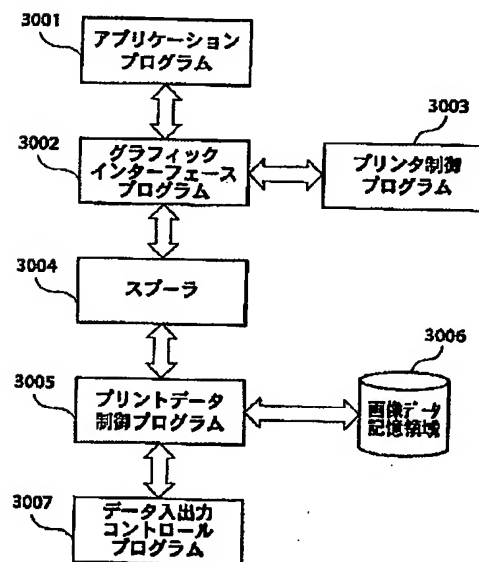 3001
アプリケーション
プログラム
3002
グラフィック
インターフェース
プログラム
3003
プリンタ制御
プログラム
3004
スプーラ
3005
プリントデータ
制御プログラム
3006
画像データ
記憶領域
3007
データ入出力
コントロール
プログラム